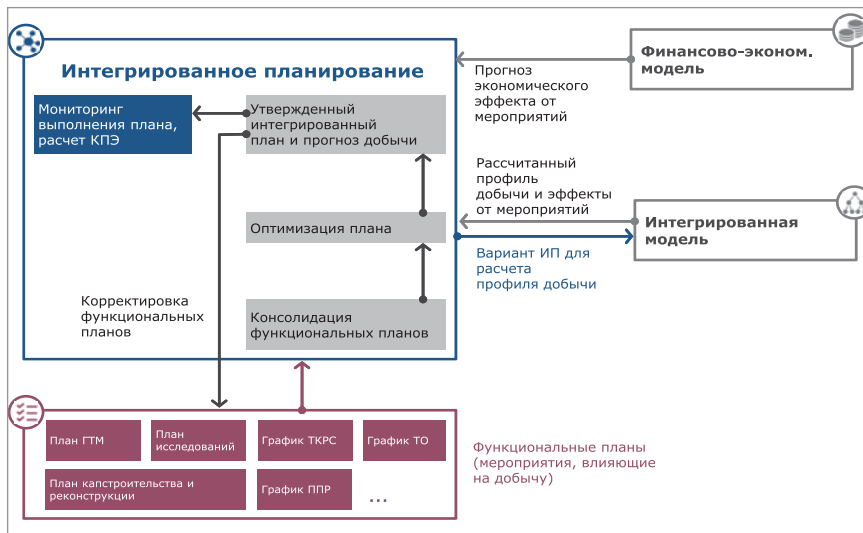 Интегрированное планирование
Мониторинг
выполнения плана,
расчет КПЭ
Утвержденный
интегрированный
план и прогноз добычи
Оптимизация плана
Консолидация
функциональных планов
Корректировка
функциональных
планов
Финансово-эконом.
модель
Прогноз
экономического
эффекта от
мероприятий
Рассчитанный
профиль
добычи и эффекты
от мероприятий
Интегрированная
модель
Вариант ИП для
расчета
профиля добычи
План ГТМ
План
исследований
График ТКРС
График ТО
План капстроительства и
реконструкции
График ППР
...
Функциональные планы
(мероприятия, влияющие
на добычу)